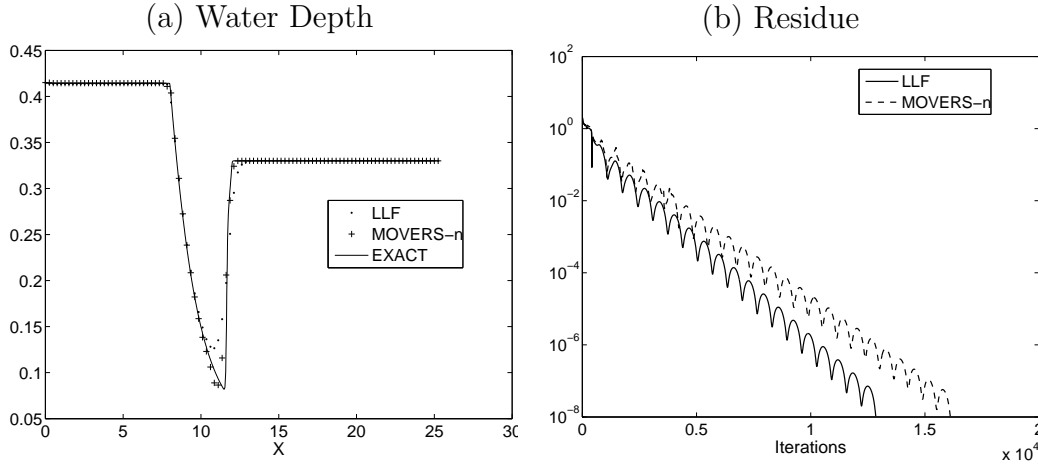 (a) Water Depth
(b) Residue
0.45
0.4
0.35
0.3
0.25
0.2
0.15
0.1
0.05
0
5
10
15
20
25
30
X
LLF
MOVERS-n
EXACT
10^2
10^0
10^-2
10^-4
10^-6
10^-8
0
0.5
1
1.5
2
Iterations
x 10^4
LLF
MOVERS-n